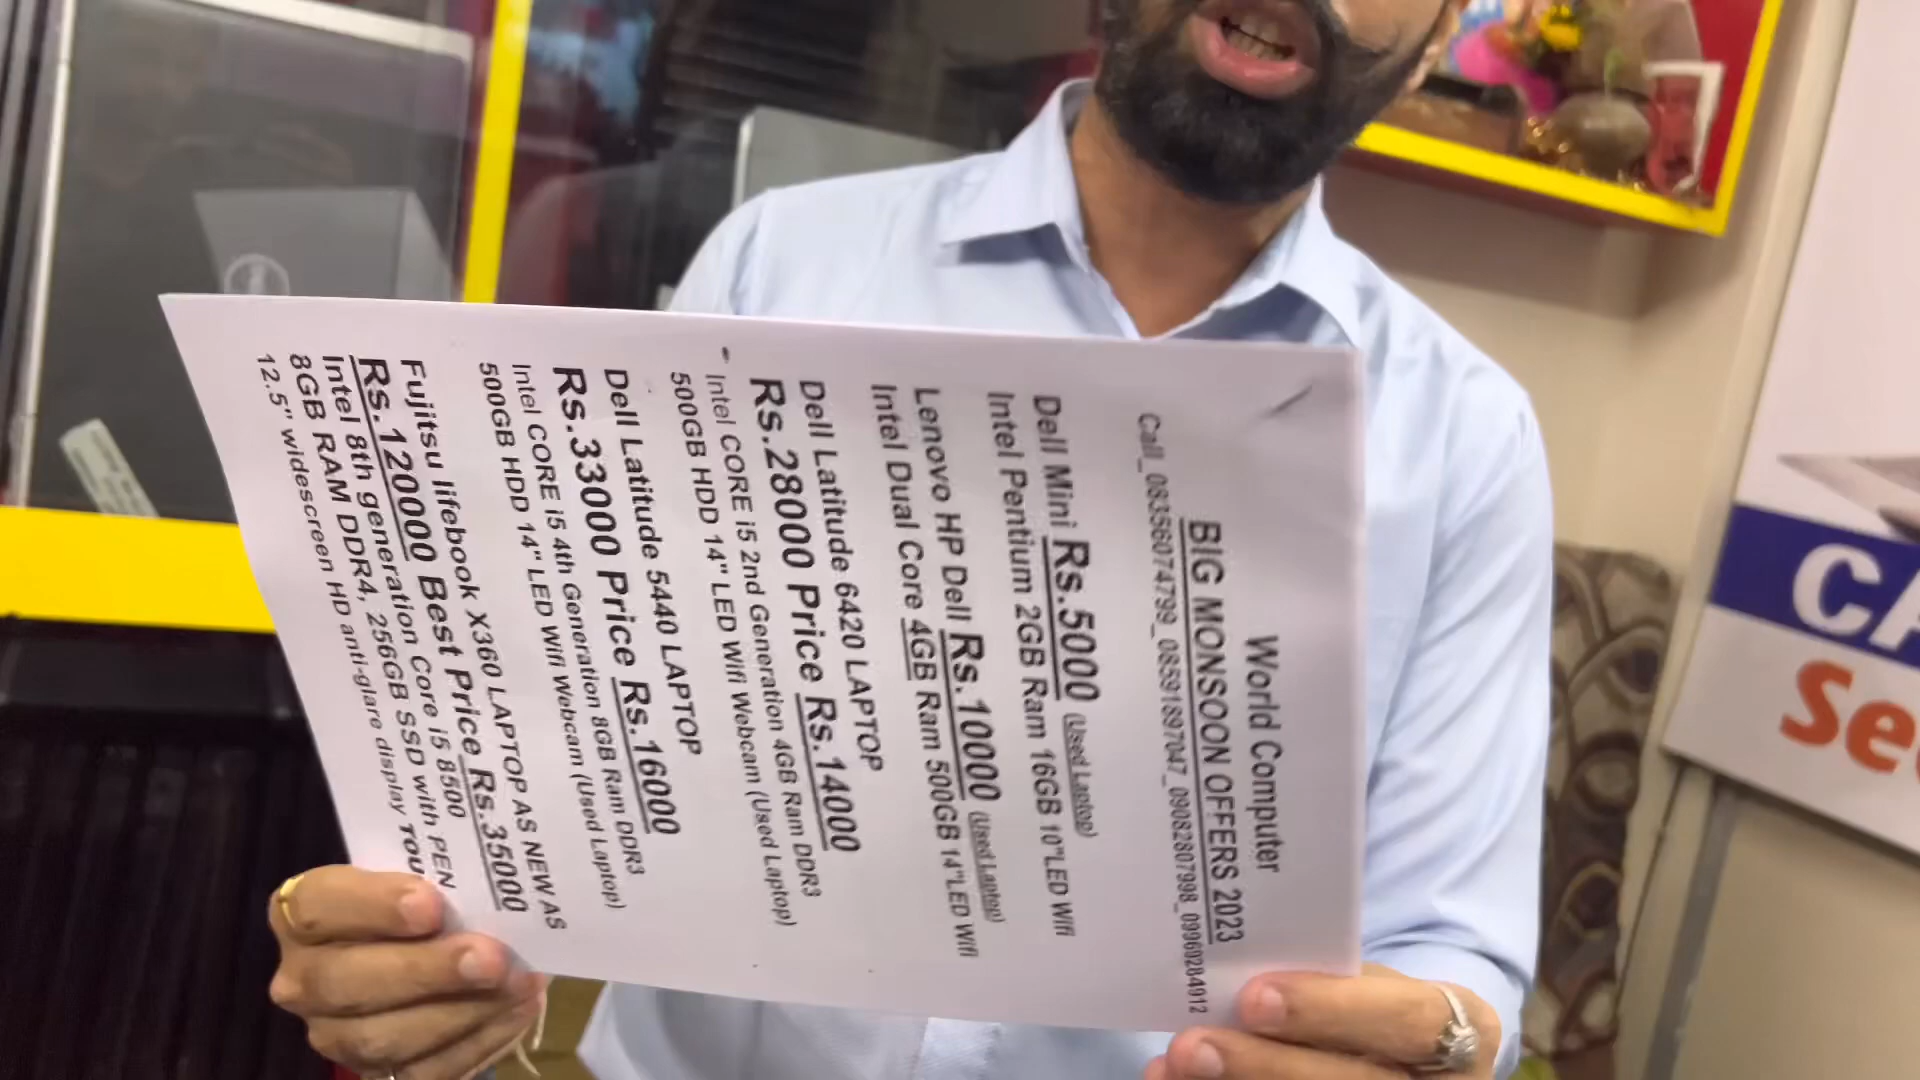 World Computer
BIG MONSOON OFFERS 2023
Call_08356074799_08591897047_09082807998_09960284912
Dell Mini Rs.5000 (Used Laptop)
Intel Pentium 2GB Ram 16GB 10"LED Wifi
Lenovo HP Dell Rs.10000 (Used Laptop)
Intel Dual Core 4GB Ram 500GB 14"LED Wifi
Dell Latitude 6420 LAPTOP
Rs.28000 Price Rs.14000
- Intel CORE i5 2nd Generation 4GB Ram DDR3
500GB HDD 14" LED Wifi Webcam (Used Laptop)
Dell Latitude 5440 LAPTOP
Rs.33000 Price Rs.16000
Intel CORE i5 4th Generation 8GB Ram DDR3
500GB HDD 14" LED Wifi Webcam (Used Laptop)
Fujitsu lifebook X360 LAPTOP AS NEW AS
Rs.120000 Best Price Rs.35000
Intel 8th generation Core i5 8500
8GB RAM DDR4, 256GB SSD with PEN
12.5" widescreen HD anti-glare display TOU
CA
Se